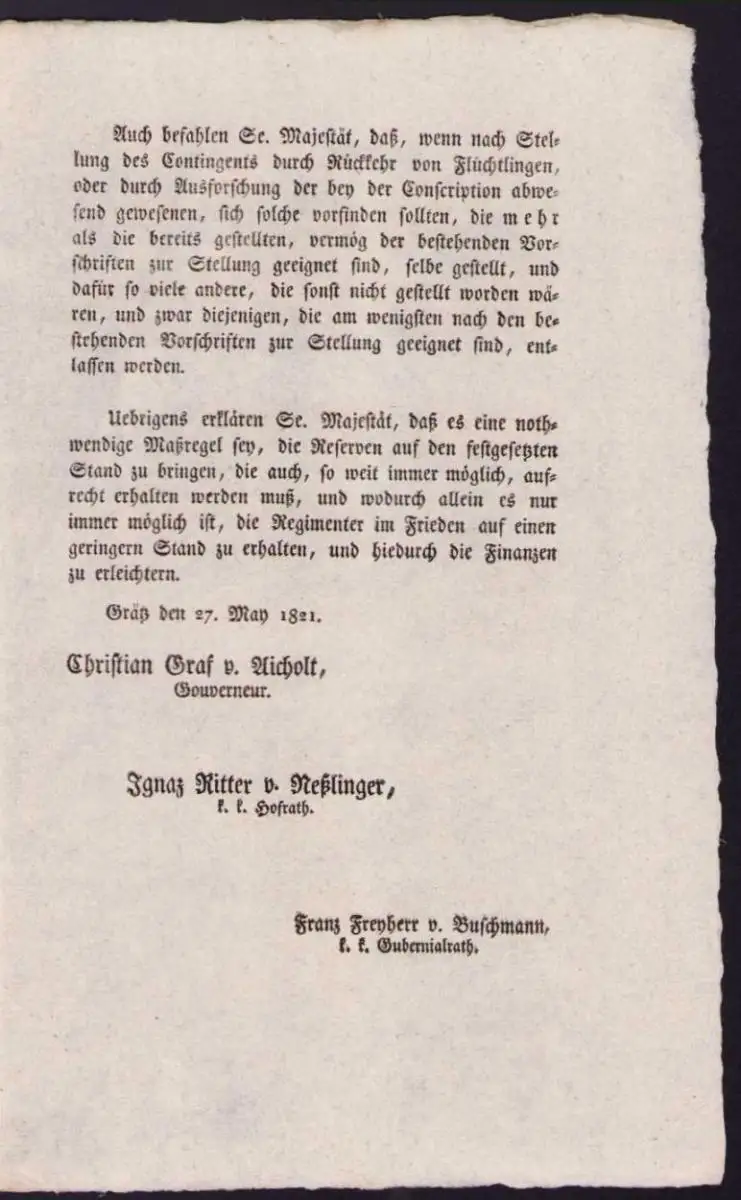 Auch befahlen Se. Majestät, daß, wenn nach Stel-
lung des Contingents durch Rückkehr von Flüchtlingen,
oder durch Ausforschung der bey der Conscription abwe-
send gewesenen, sich solche vorfinden sollten, die mehr
als die bereits gestellten, vermög der bestehenden Vor-
schriften zur Stellung geeignet sind, selbe gestellt, und
dafür so viele andere, die sonst nicht gestellt worden wä-
ren, und zwar diejenigen, die am wenigsten nach den be-
stehenden Vorschriften zur Stellung geeignet sind, ent-
lassen werden.
Uebrigens erklären Se. Majestät, daß es eine noth-
wendige Maßregel sey, die Reserven auf den festgesetzten
Stand zu bringen, die auch, so weit immer möglich, auf-
recht erhalten werden muß, und wodurch allein es nur
immer möglich ist, die Regimenter im Frieden auf einen
geringern Stand zu erhalten, und hiedurch die Finanzen
zu erleichtern.
Grätz den 27. May 1821.
Christian Graf v. Aicholt,
Gouverneur.
Ignaz Ritter v. Neßlinger,
k. k. Hofrath.
Franz Freyherr v. Buschmann,
k. k. Gubernialrath.